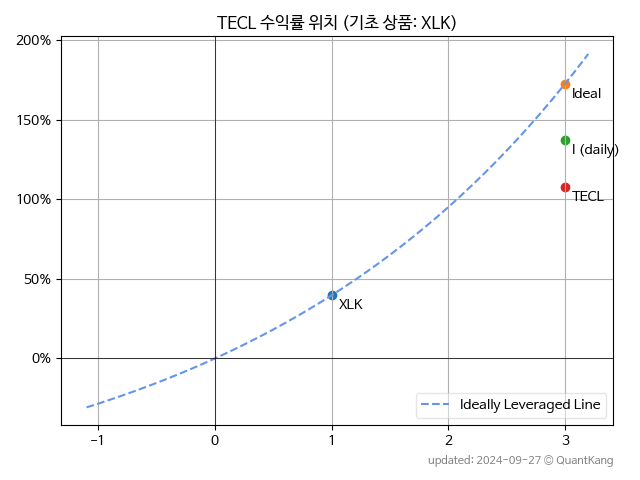 TECL 수익률 위치 (기초 상품: XLK)
200%
150%
100%
50%
0%
Ideal
I (daily)
TECL
XLK
Ideally Leveraged Line
−1
0
1
2
3
updated: 2024-09-27 © QuantKang